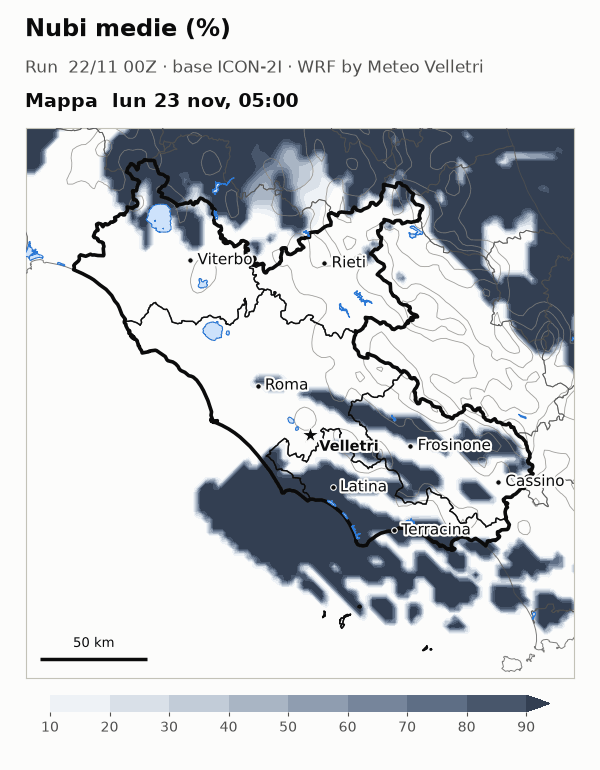 Nubi medie (%)
Run  22/11 00Z · base ICON-2I · WRF by Meteo Velletri
Mappa  lun 23 nov, 05:00
Viterbo
Rieti
Roma
Velletri
Frosinone
Cassino
Latina
Terracina
50 km
10 20 30 40 50 60 70 80 90